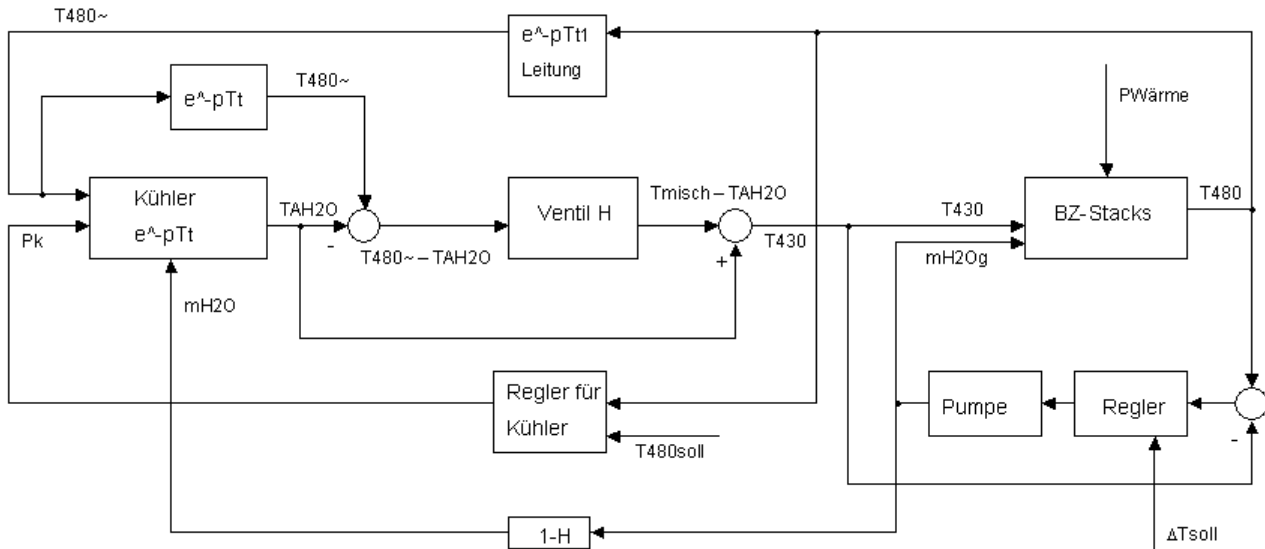 T480~
e^-pTt1
Leitung
e^-pTt
T480~
PWärme
Kühler
e^-pTt
TAH2O
-
T480~ – TAH2O
Ventil H
Tmisch – TAH2O
+
T430
T430
mH2Og
BZ-Stacks
T480
Pk
mH2O
Regler für
Kühler
T480soll
Pumpe
Regler
-
1-H
ΔTsoll